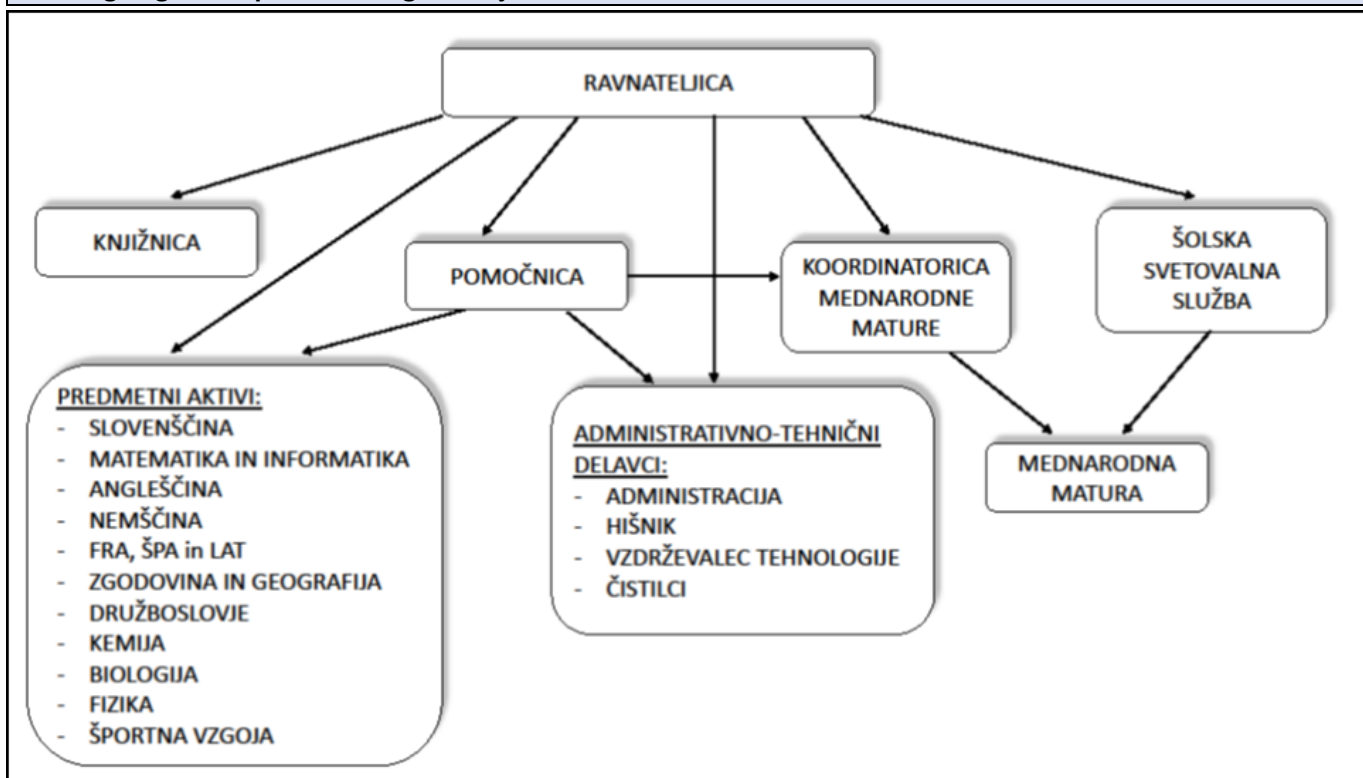 RAVNATELJICA
KNJIŽNICA
POMOČNICA
KOORDINATORICA
MEDNARODNE
MATURE
ŠOLSKA
SVETOVALNA
SLUŽBA
PREDMETNI AKTIVI:
- SLOVENŠČINA
- MATEMATIKA IN INFORMATIKA
- ANGLEŠČINA
- NEMŠČINA
- FRA, ŠPA in LAT
- ZGODOVINA IN GEOGRAFIJA
- DRUŽBOSLOVJE
- KEMIJA
- BIOLOGIJA
- FIZIKA
- ŠPORTNA VZGOJA
ADMINISTRATIVNO-TEHNIČNI
DELAVCI:
- ADMINISTRACIJA
- HIŠNIK
- VZDRŽEVALEC TEHNOLOGIJE
- ČISTILCI
MEDNARODNA
MATURA